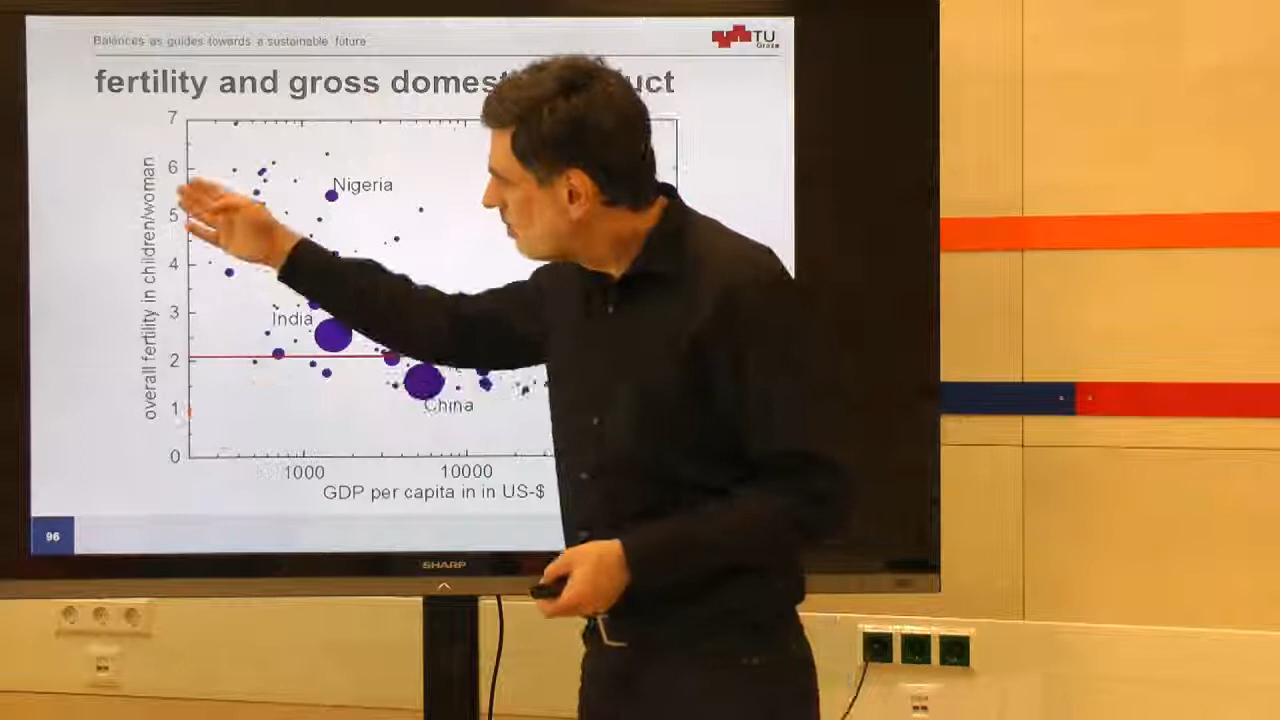 Balances as guides towards a sustainable future
TU
Graz
fertility and gross domes uct
7
6
5
4
3
2
1
0
overall fertility in children/woman
Nigeria
India
China
1000
10000
GDP per capita in in US-$
96
SHARP